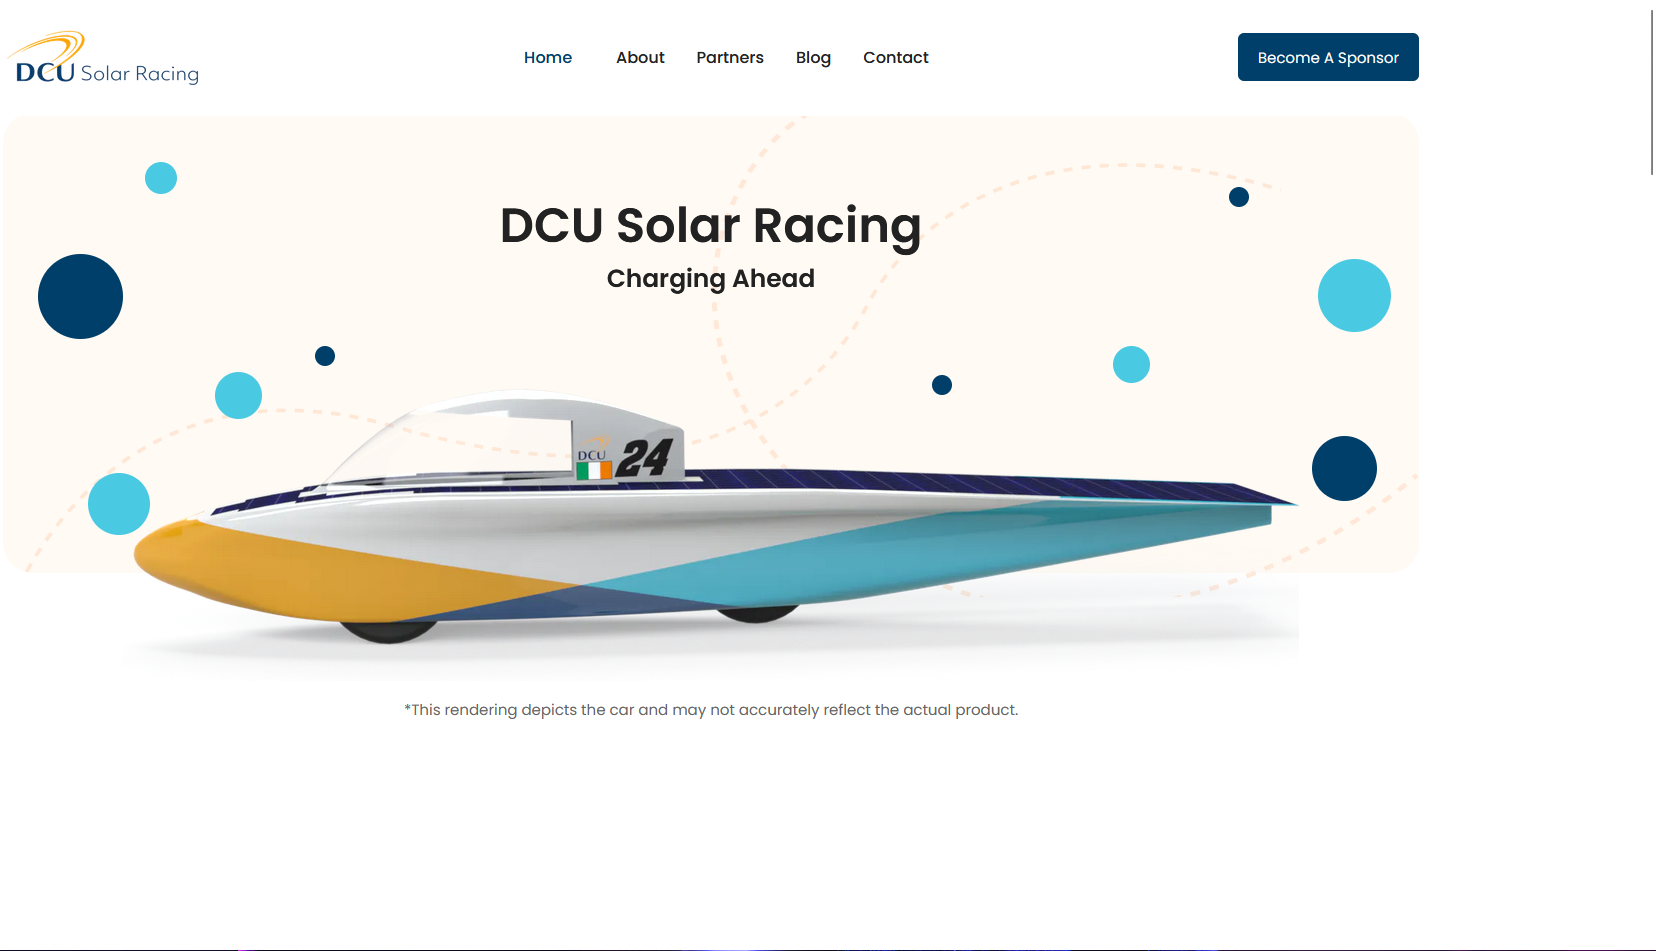 DCU Solar Racing
Home About Partners Blog Contact
Become A Sponsor
DCU Solar Racing
Charging Ahead
DCU
24
*This rendering depicts the car and may not accurately reflect the actual product.